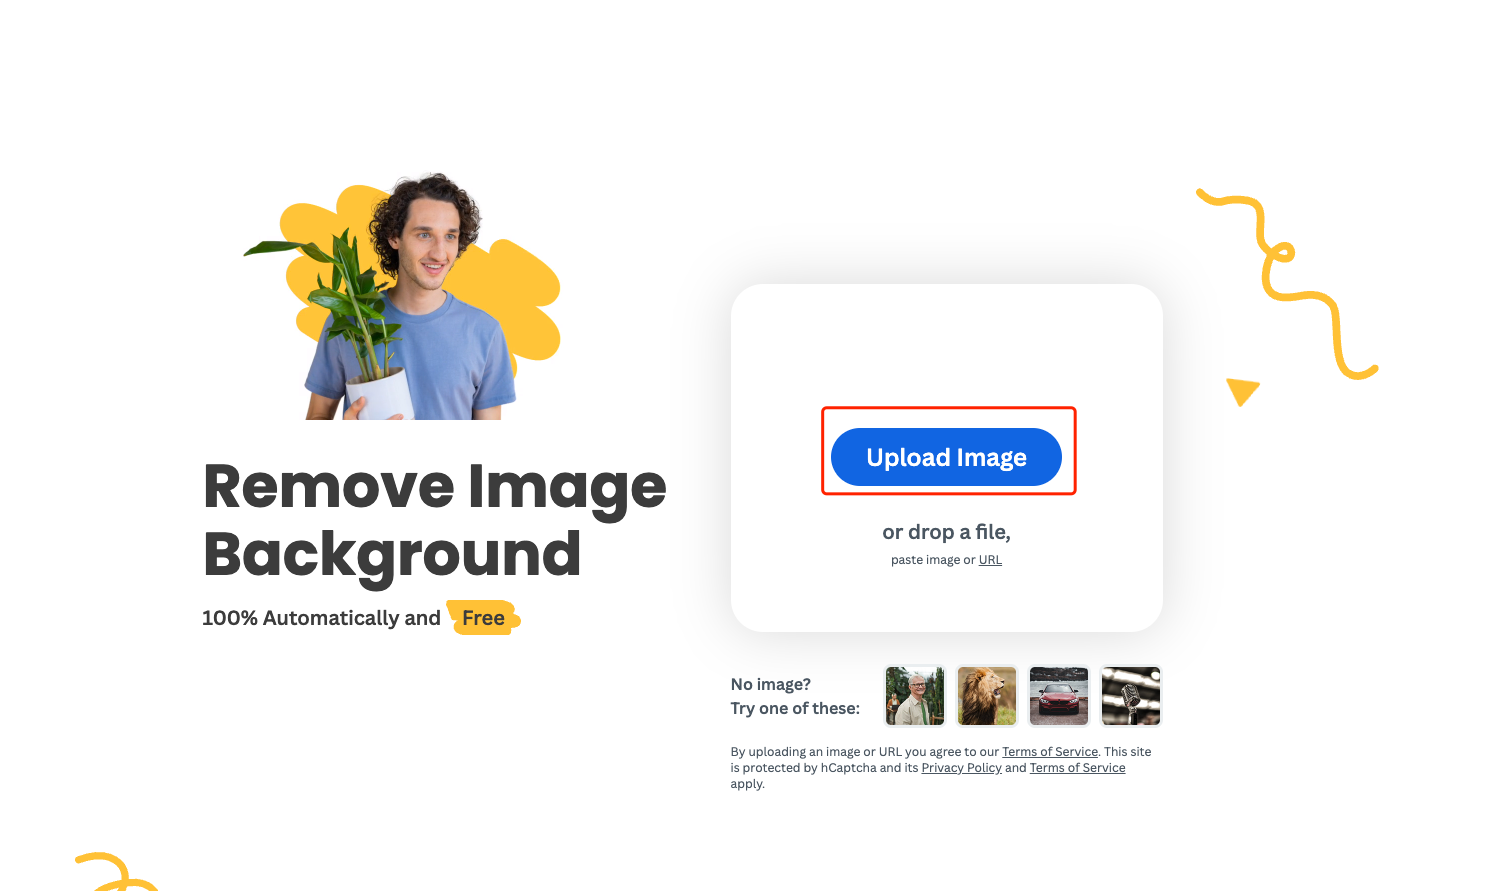 Remove Image
Background
100% Automatically and Free
Upload Image
or drop a file,
paste image or URL
No image?
Try one of these:
By uploading an image or URL you agree to our Terms of Service. This site
is protected by hCaptcha and its Privacy Policy and Terms of Service
apply.